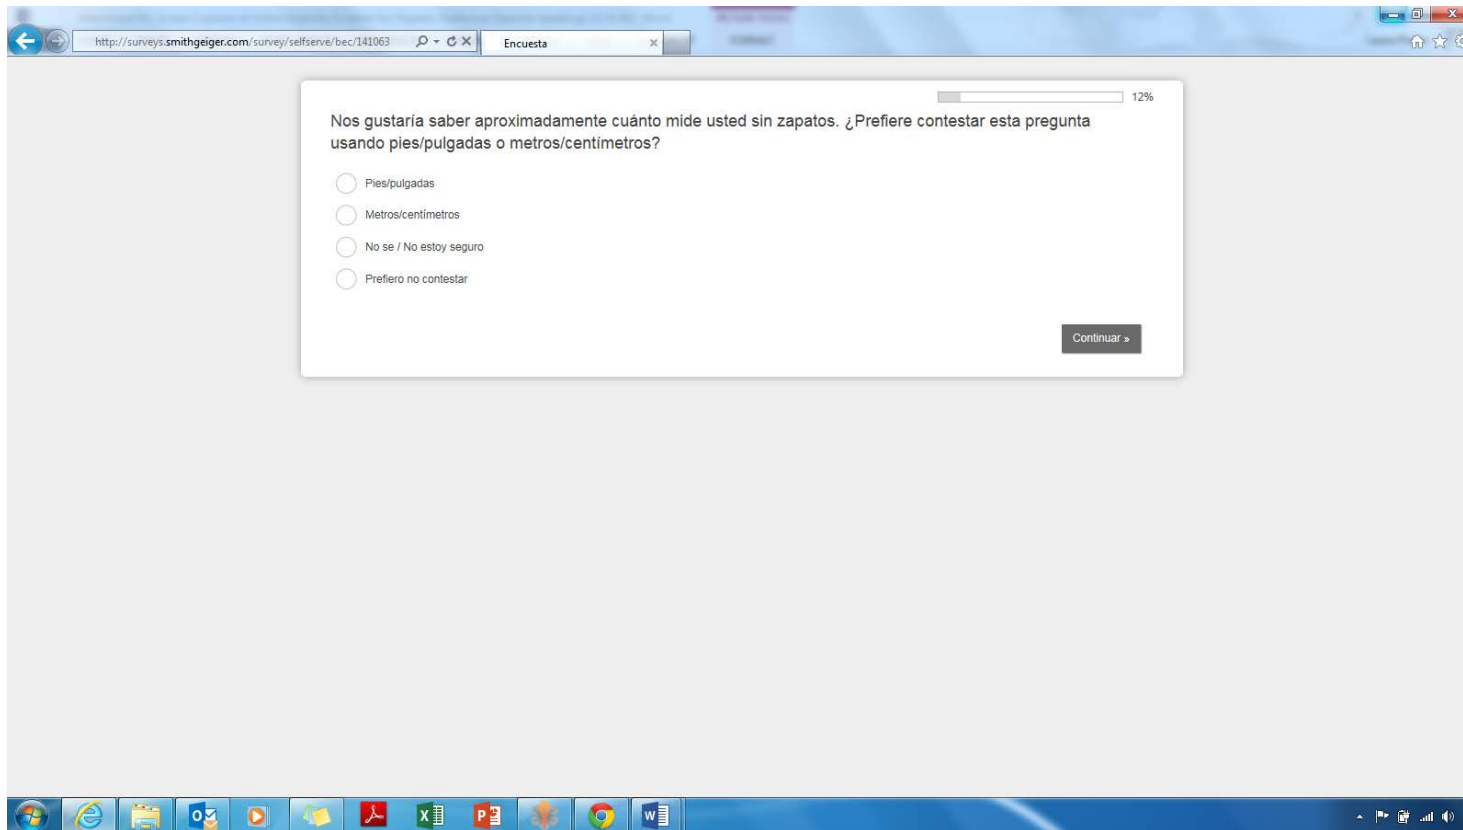 http://surveys.smithgeiger.com/survey/selfserve/bec/141063
Encuesta
12%
Nos gustaría saber aproximadamente cuánto mide usted sin zapatos. ¿Prefiere contestar esta pregunta
usando pies/pulgadas o metros/centímetros?
Pies/pulgadas
Metros/centímetros
No se / No estoy seguro
Prefiero no contestar
Continuar »